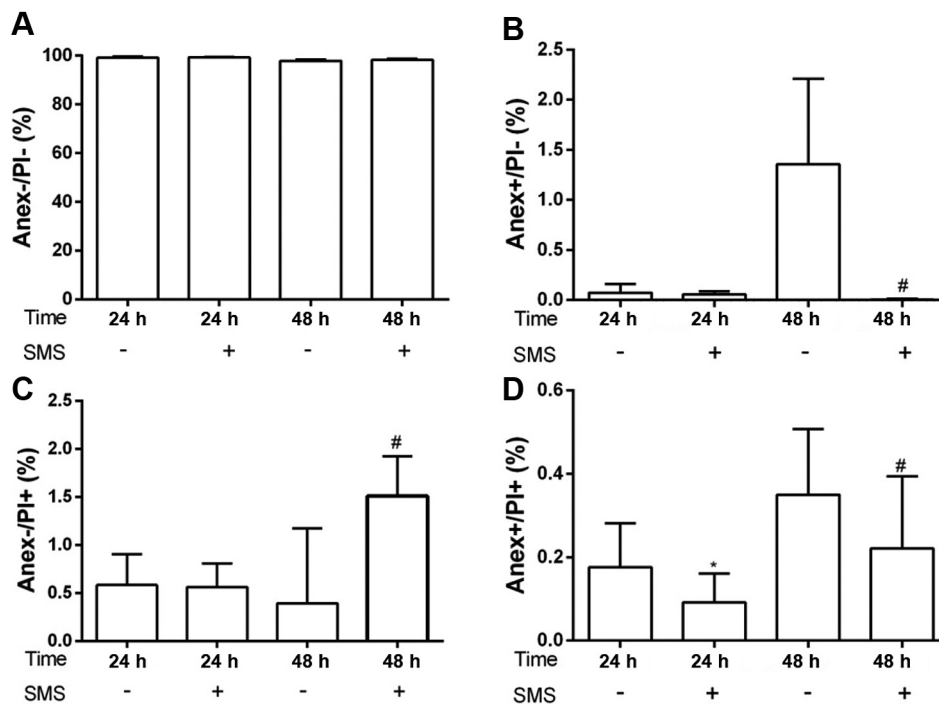 A
Anex-/PI- (%)
100
80
60
40
20
0
Time 24 h 24 h 48 h 48 h
SMS - + - +
B
Anex+/PI- (%)
2.5
2.0
1.5
1.0
0.5
0.0
#
Time 24 h 24 h 48 h 48 h
SMS - + - +
C
Anex-/PI+ (%)
2.5
2.0
1.5
1.0
0.5
0.0
#
Time 24 h 24 h 48 h 48 h
SMS - + - +
D
Anex+/PI+ (%)
0.6
0.4
0.2
0.0
*
#
Time 24 h 24 h 48 h 48 h
SMS - + - +